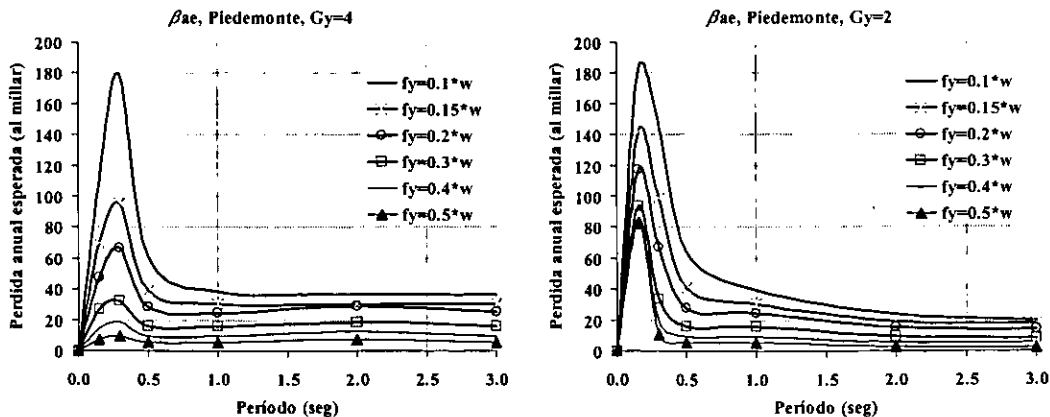 βae, Piedemonte, Gy=4
Perdida anual esperada (al millar)
200
180
160
140
120
100
80
60
40
20
0
fy=0.1*w
fy=0.15*w
fy=0.2*w
fy=0.3*w
fy=0.4*w
fy=0.5*w
0.0 0.5 1.0 1.5 2.0 2.5 3.0
Período (seg)
βae, Piedemonte, Gy=2
Perdida anual esperada (al millar)
200
180
160
140
120
100
80
60
40
20
0
fy=0.1*w
fy=0.15*w
fy=0.2*w
fy=0.3*w
fy=0.4*w
fy=0.5*w
0.0 0.5 1.0 1.5 2.0 2.5 3.0
Período (seg)